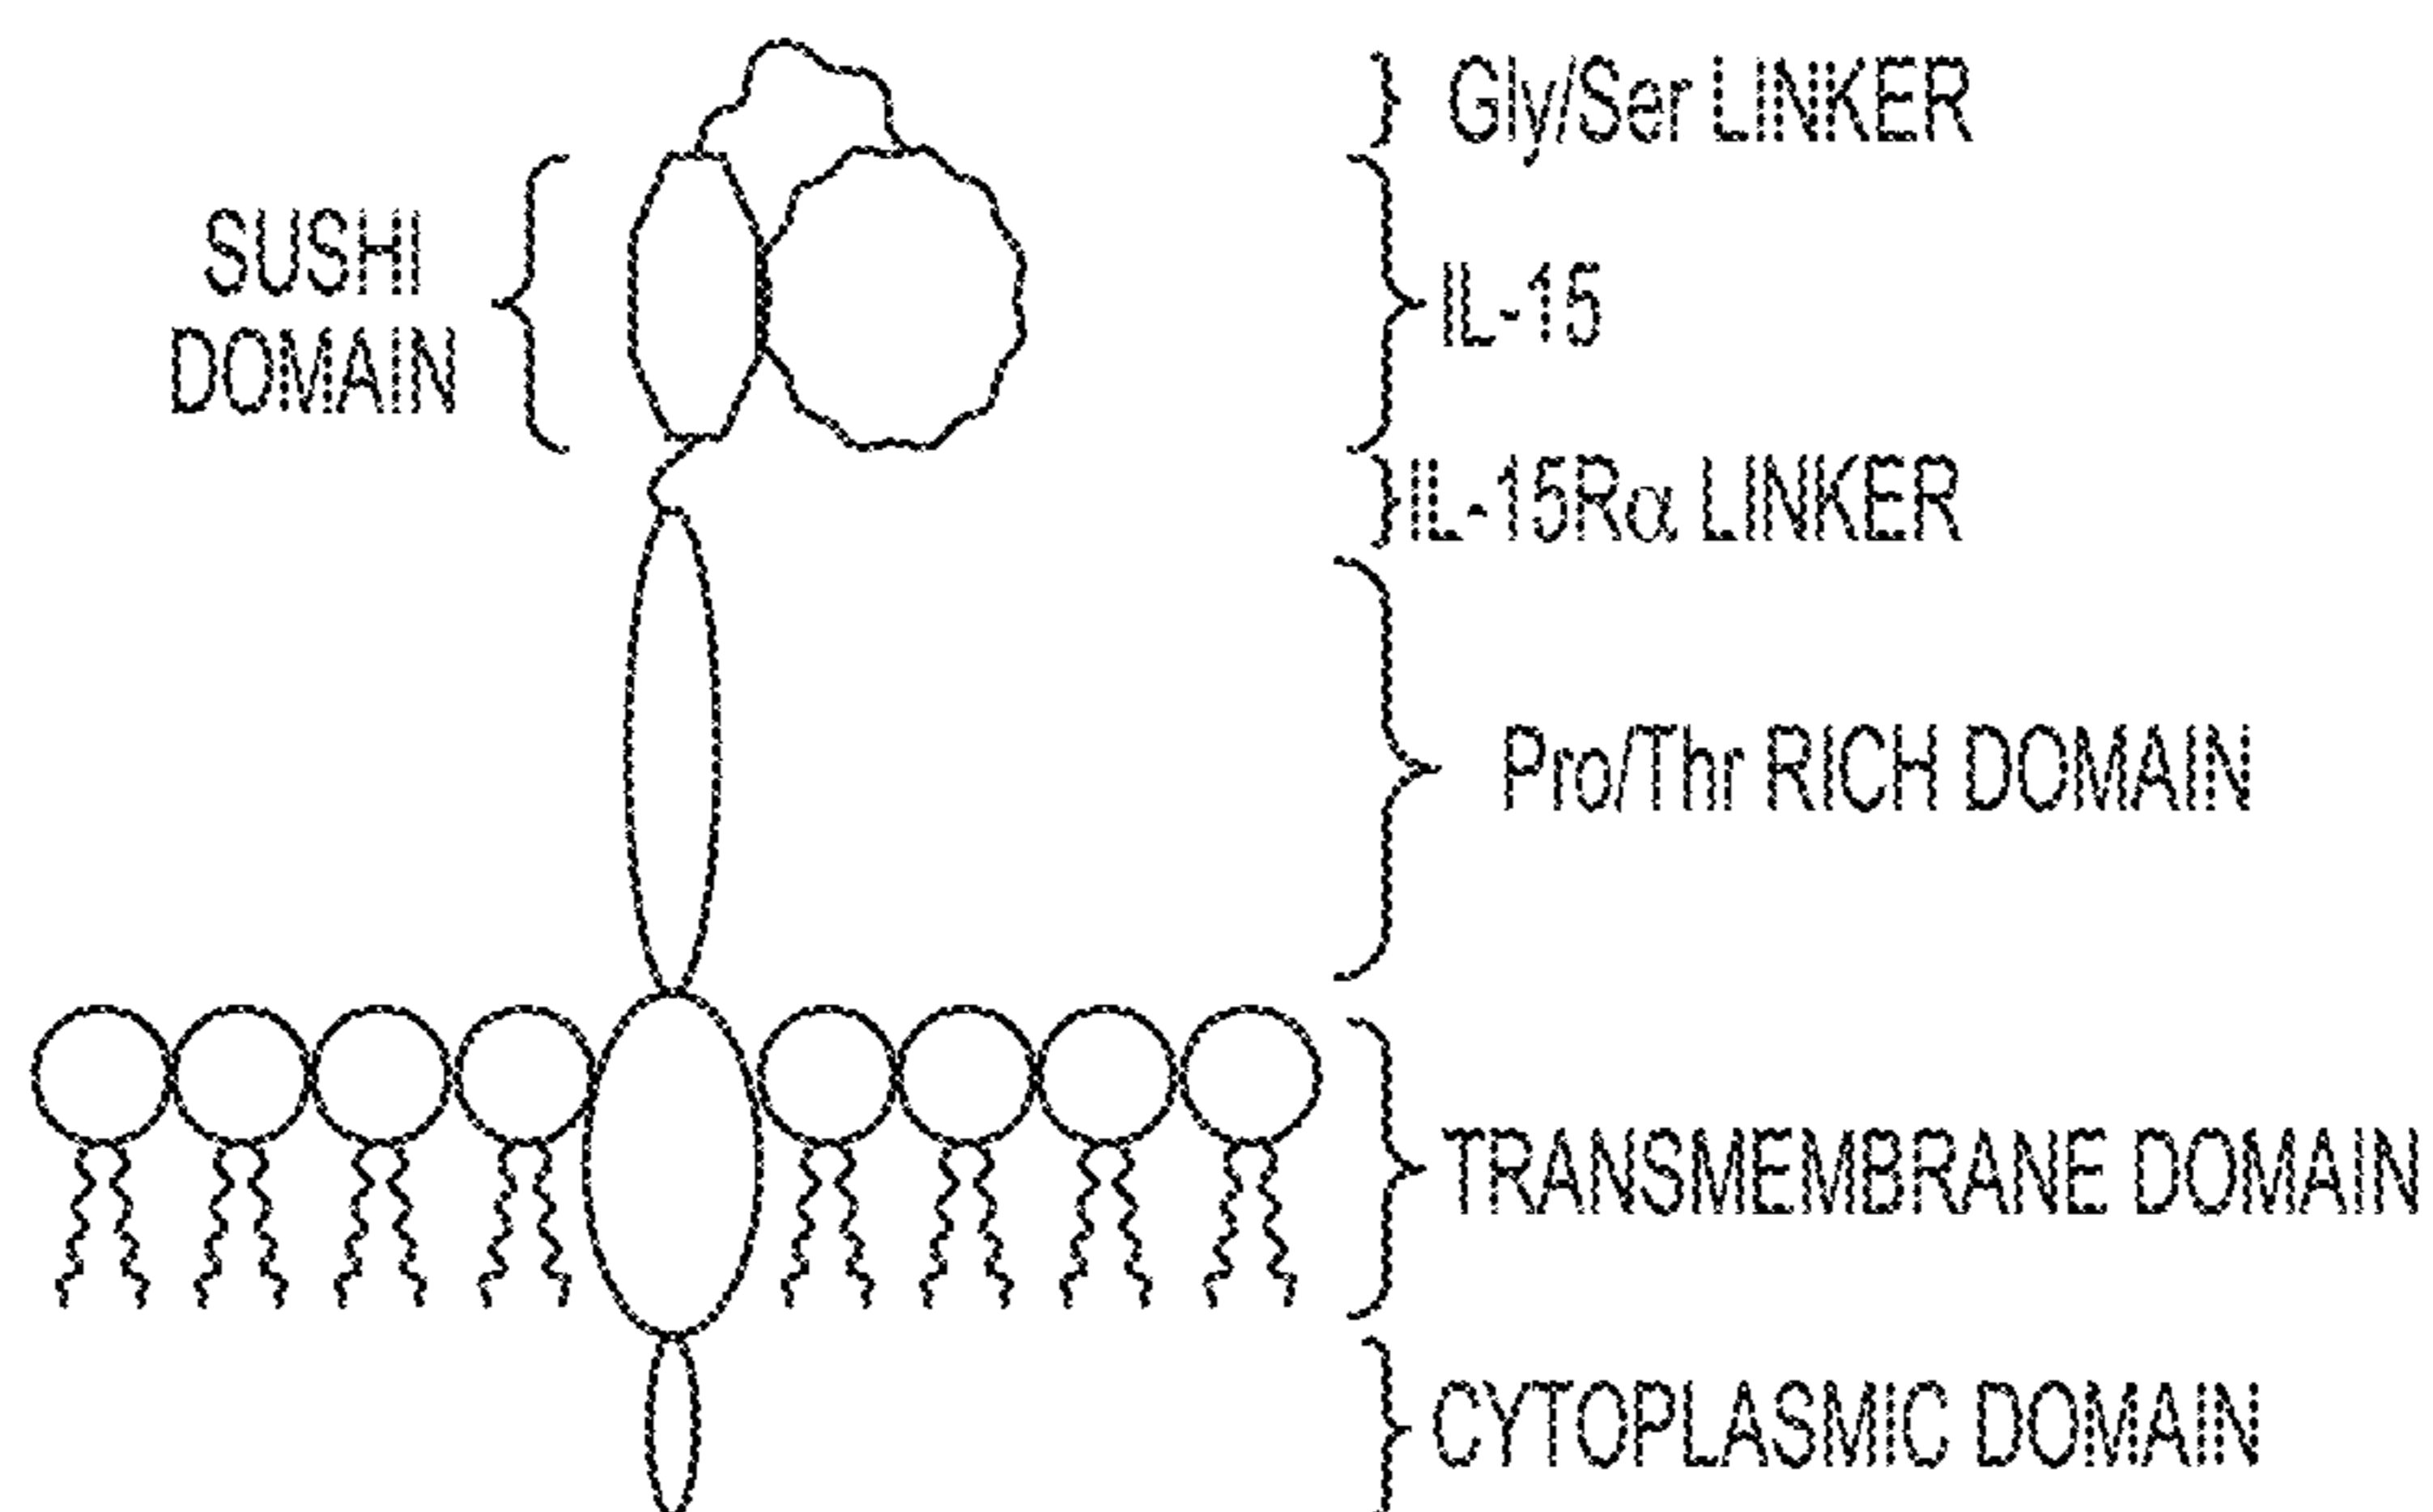 Gly/Ser LINKER
SUSHI
DOMAIN
IL-15
IL-15Rα LINKER
Pro/Thr RICH DOMAIN
TRANSMEMBRANE DOMAIN
CYTOPLASMIC DOMAIN